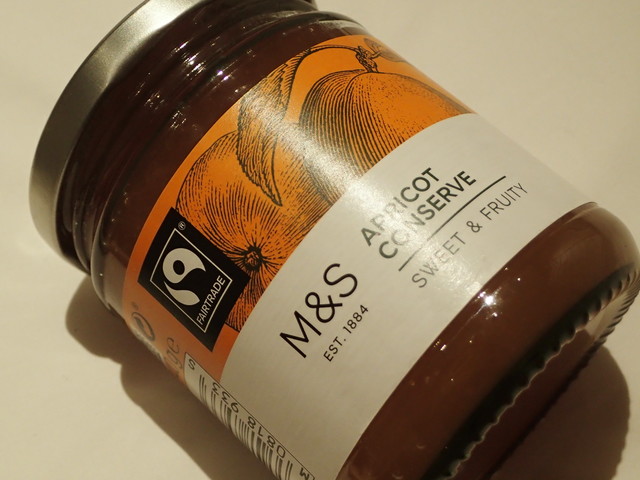 APRICOT
CONSERVE
SWEET & FRUITY
M&S
EST. 1884
®
FAIRTRADE